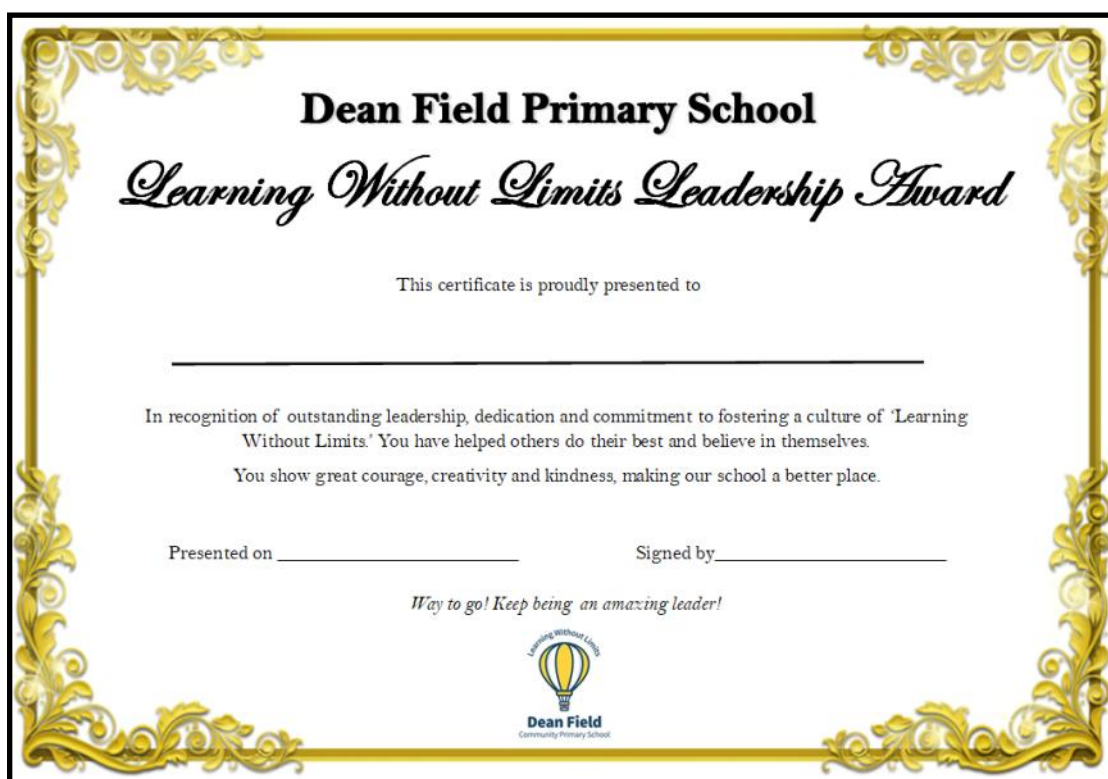 Dean Field Primary School
Learning Without Limits Leadership Award
This certificate is proudly presented to
In recognition of outstanding leadership, dedication and commitment to fostering a culture of ‘Learning
Without Limits.’ You have helped others do their best and believe in themselves.
You show great courage, creativity and kindness, making our school a better place.
Presented on Signed by
Way to go! Keep being an amazing leader!
Learning Without Limits
Dean Field
Community Primary School